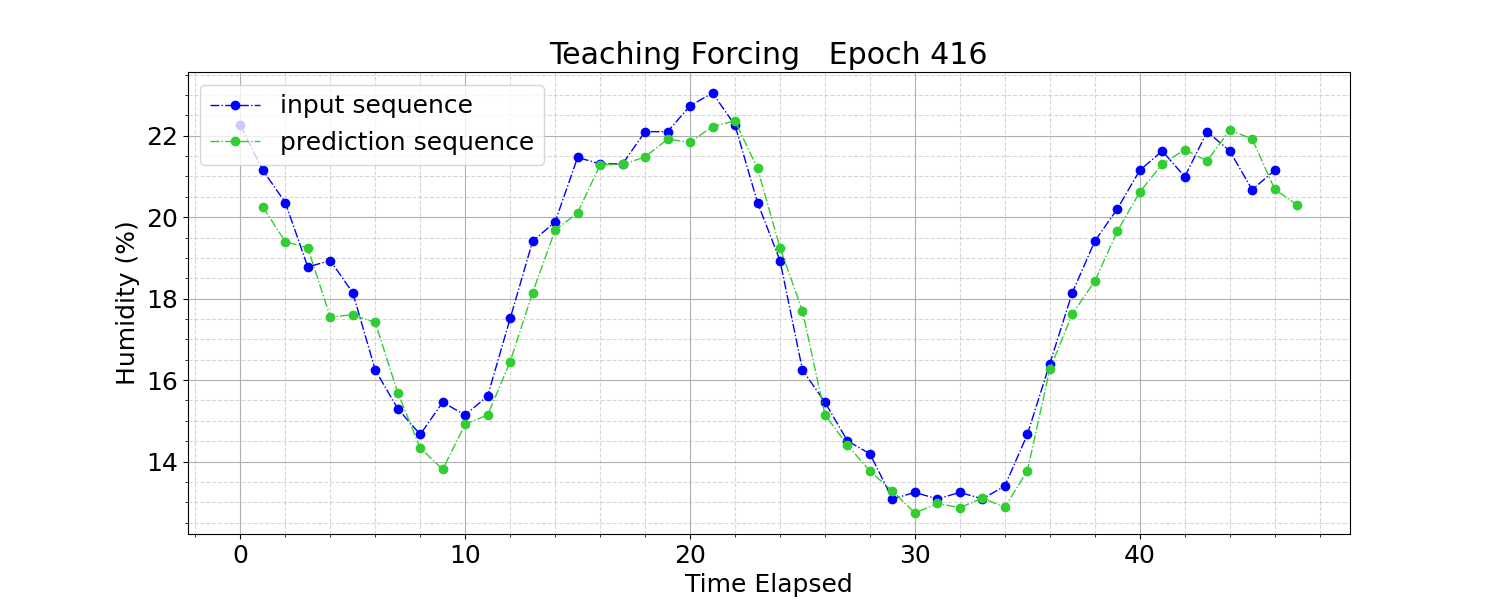 Teaching Forcing   Epoch 416
input sequence
prediction sequence
Humidity (%)
22
20
18
16
14
0 10 20 30 40
Time Elapsed